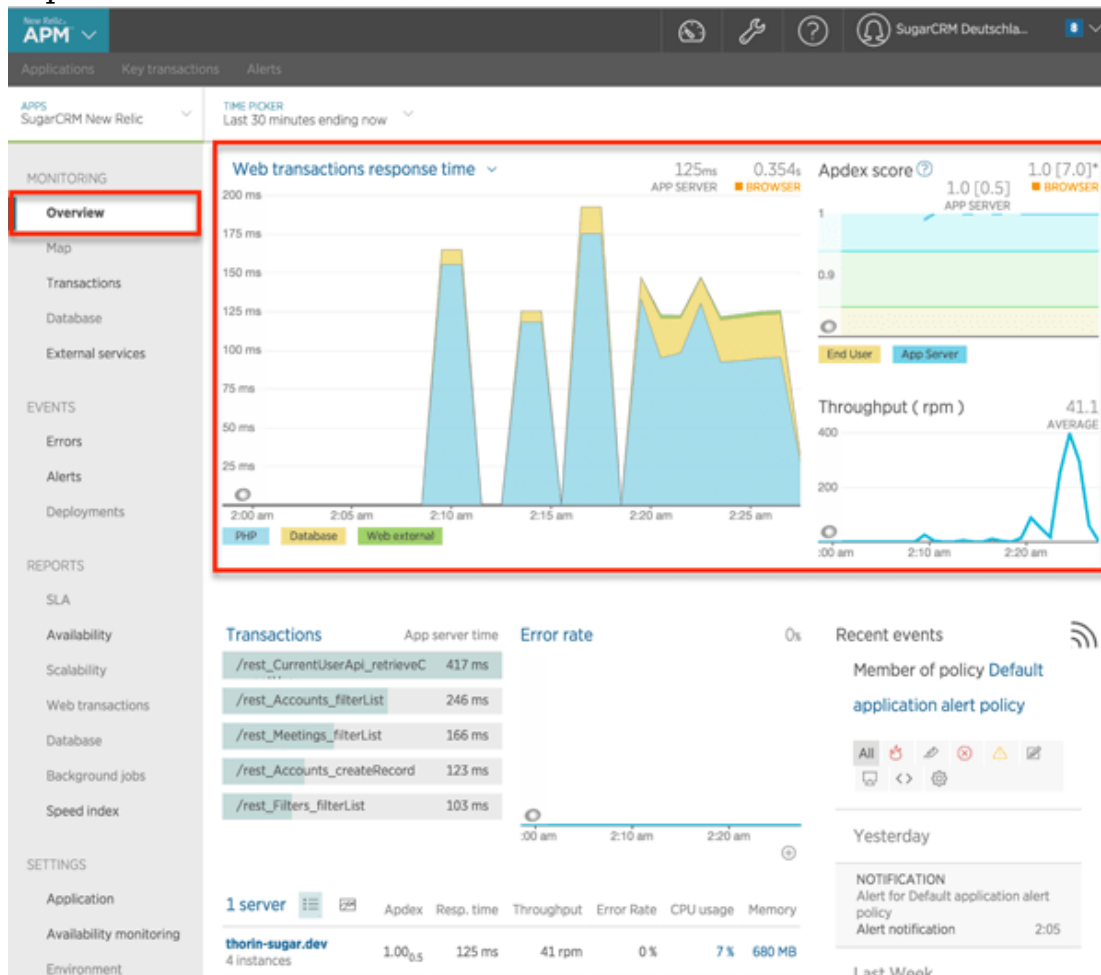 New Relic.
APM
SugarCRM Deutschla...
8
Applications Key transactions Alerts
APPS
SugarCRM New Relic
TIME PICKER
Last 30 minutes ending now
MONITORING
Overview
Map
Transactions
Database
External services
EVENTS
Errors
Alerts
Deployments
REPORTS
SLA
Availability
Scalability
Web transactions
Database
Background jobs
Speed index
SETTINGS
Application
Availability monitoring
Environment
Web transactions response time
125ms
APP SERVER
0.354s
BROWSER
200 ms
175 ms
150 ms
125 ms
100 ms
75 ms
50 ms
25 ms
2:00 am 2:05 am 2:10 am 2:15 am 2:20 am 2:25 am
PHP Database Web external
Apdex score ?
1.0 [0.5]
APP SERVER
1.0 [7.0]*
BROWSER
1
0.9
End User App Server
Throughput ( rpm )
41.1
AVERAGE
400
200
:00 am 2:10 am 2:20 am
Transactions App server time
/rest_CurrentUserApi_retrieveC 417 ms
/rest_Accounts_filterList 246 ms
/rest_Meetings_filterList 166 ms
/rest_Accounts_createRecord 123 ms
/rest_Filters_filterList 103 ms
Error rate 0%
:00 am 2:10 am 2:20 am
Recent events
Member of policy Default
application alert policy
All
Yesterday
NOTIFICATION
Alert for Default application alert
policy
Alert notification 2:05
Last Week
1 server
Apdex Resp. time Throughput Error Rate CPU usage Memory
thorin-sugar.dev
4 instances
1.00 0.5 125 ms 41 rpm 0 % 7 % 680 MB